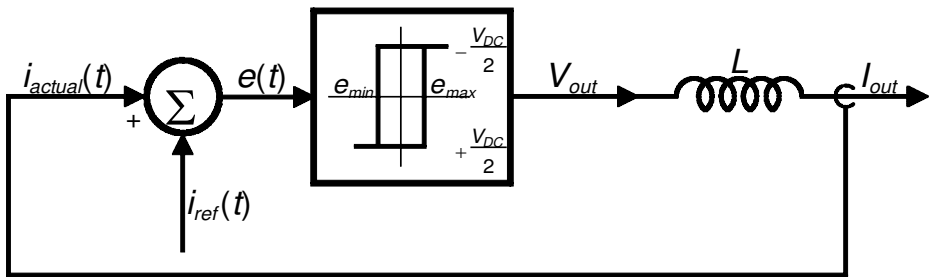 i_actual(t)
+
Σ
i_ref(t)
e(t)
e_min
e_max
− V_DC/2
+ V_DC/2
V_out
L
I_out